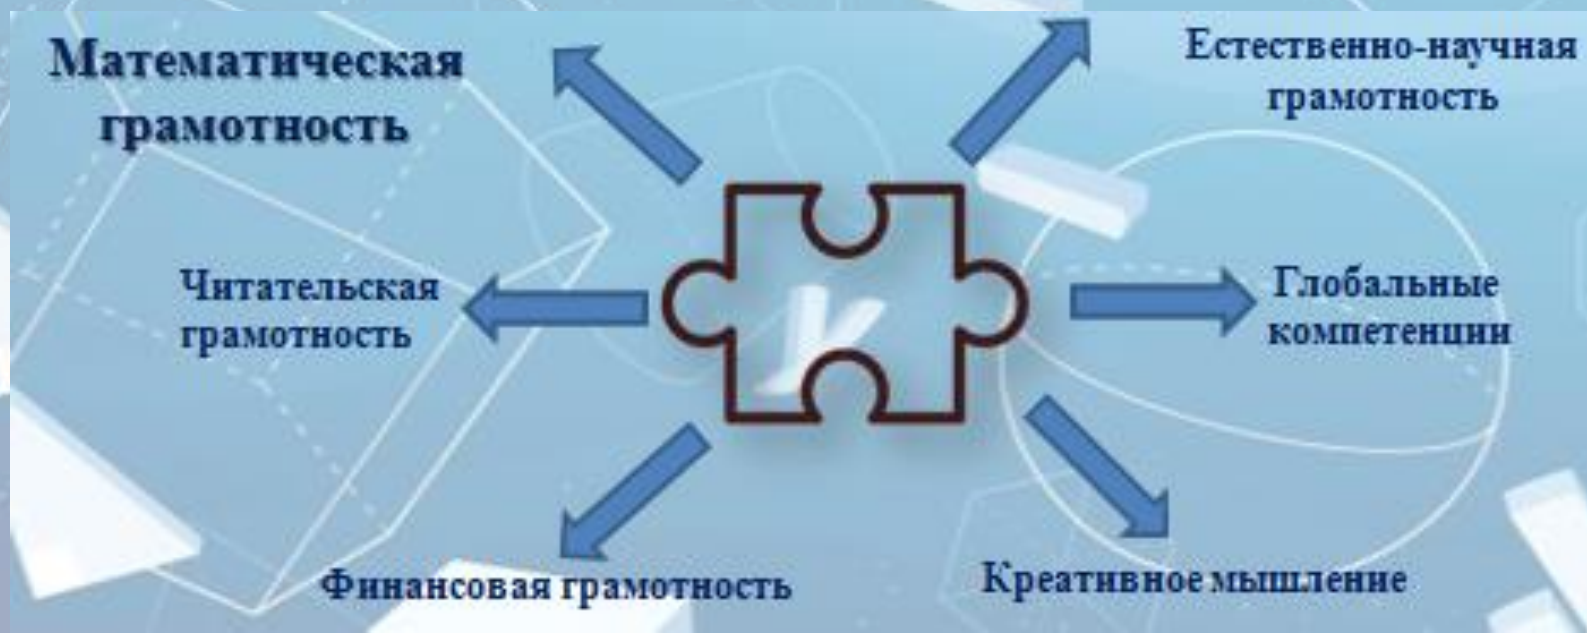 Математическая
грамотность
Естественно-научная
грамотность
Читательская
грамотность
Глобальные
компетенции
Финансовая грамотность
Креативное мышление